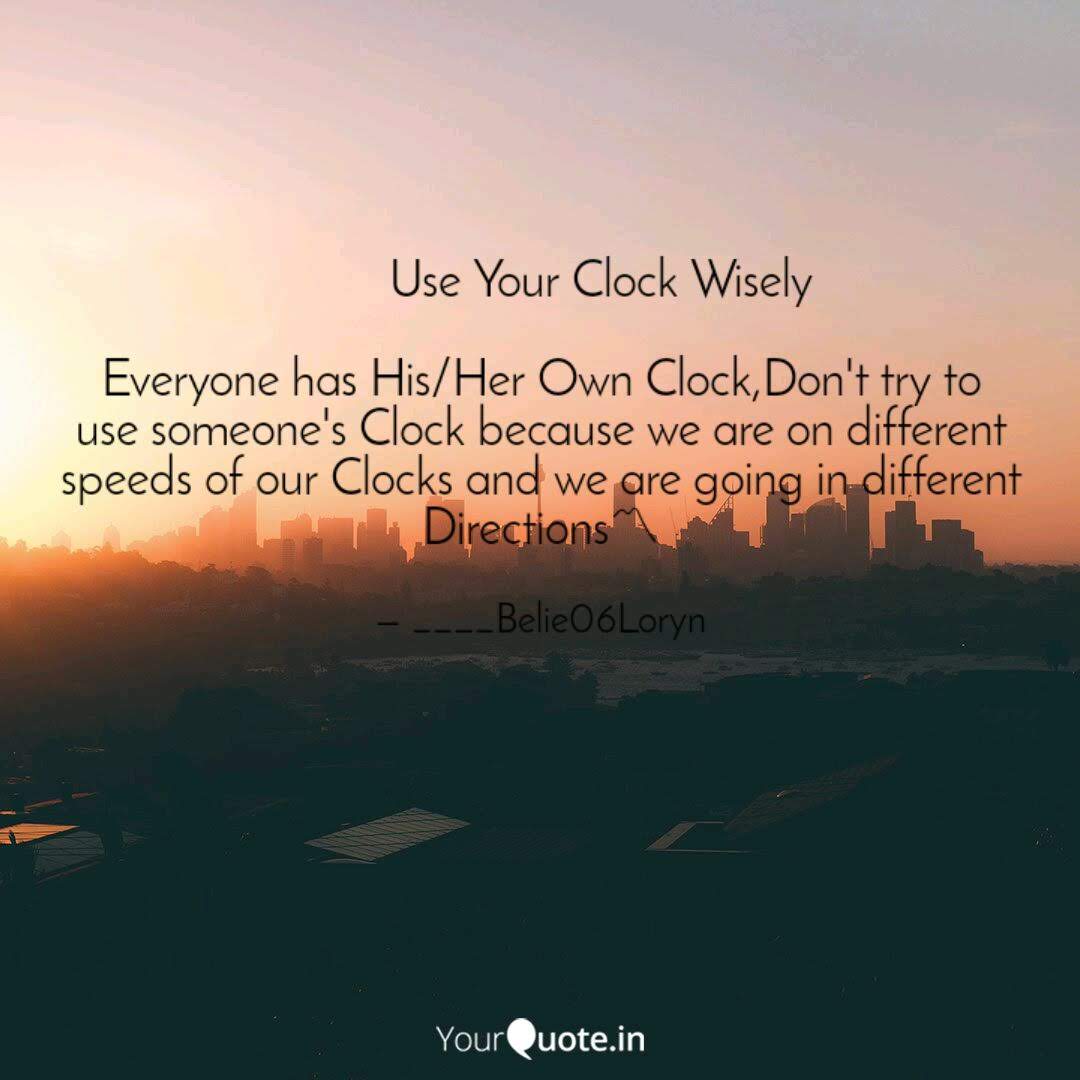 Use Your Clock Wisely
Everyone has His/Her Own Clock,Don't try to
use someone's Clock because we are on different
speeds of our Clocks and we are going in different
Directions〽
– ____Belie06Loryn
YourQuote.in